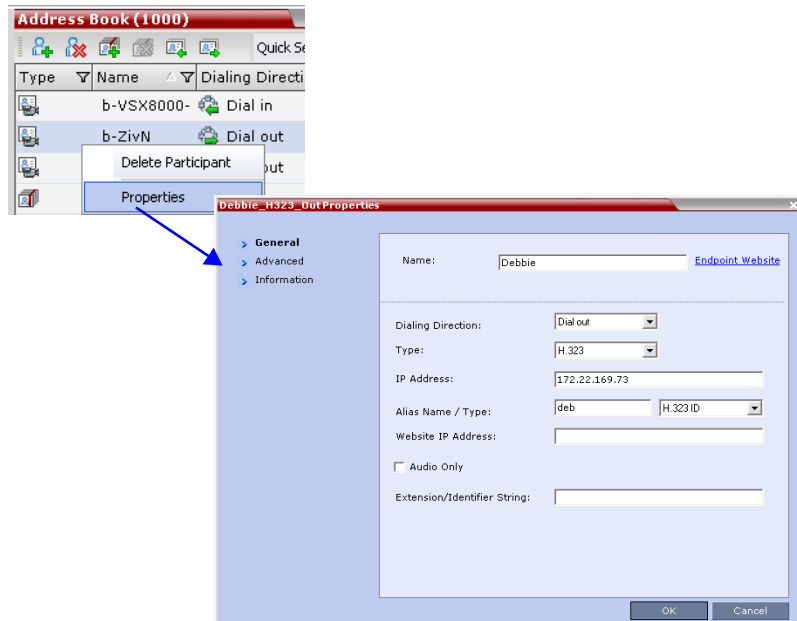 Address Book (1000)
Quick Se
Type Name Dialing Directi
b-VSX8000- Dial in
b-ZivN Dial out
Delete Participant
out
Properties
Debbie_H323_OutProperties
General
Advanced
Information
Name: Debbie Endpoint Website
Dialing Direction: Dial out
Type: H.323
IP Address: 172.22.169.73
Alias Name / Type: deb H.323 ID
Website IP Address:
Audio Only
Extension/Identifier String:
OK Cancel